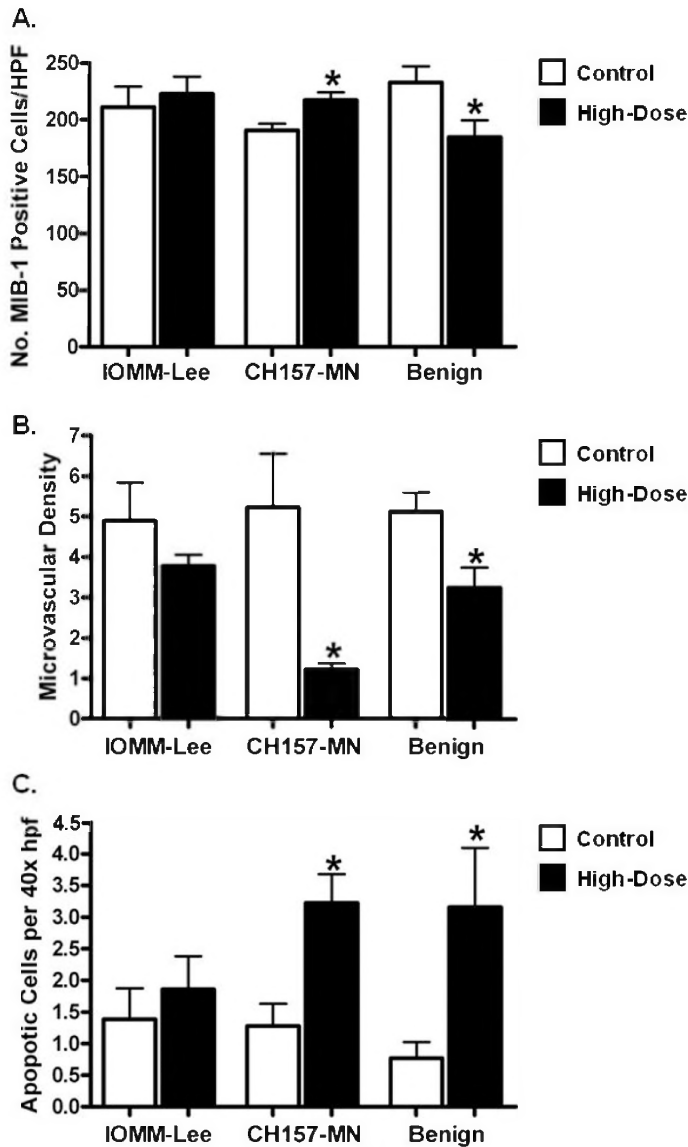 A.
No. MIB-1 Positive Cells/HPF
250
200
150
100
50
0
*
*
IOMM-Lee CH157-MN Benign
Control
High-Dose
B.
Microvascular Density
7
6
5
4
3
2
1
0
*
*
IOMM-Lee CH157-MN Benign
Control
High-Dose
C.
Apopotic Cells per 40x hpf
4.5
4.0
3.5
3.0
2.5
2.0
1.5
1.0
0.5
0.0
*
*
IOMM-Lee CH157-MN Benign
Control
High-Dose